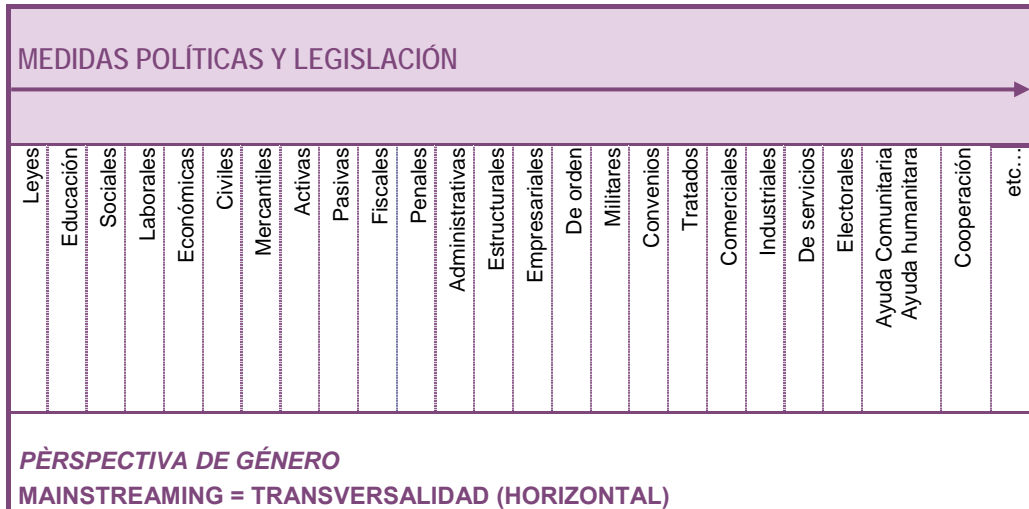 MEDIDAS POLÍTICAS Y LEGISLACIÓN
Leyes
Educación
Sociales
Laborales
Económicas
Civiles
Mercantiles
Activas
Pasivas
Fiscales
Penales
Administrativas
Estructurales
Empresariales
De orden
Militares
Convenios
Tratados
Comerciales
Industriales
De servicios
Electorales
Ayuda Comunitaria
Ayuda humanitara
Cooperación
etc…
PÈRSPECTIVA DE GÉNERO
MAINSTREAMING = TRANSVERSALIDAD (HORIZONTAL)